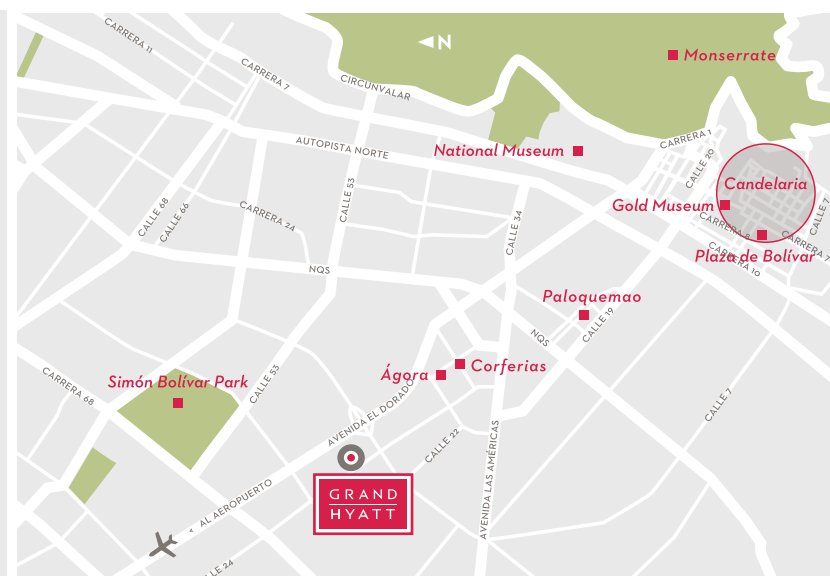 CARRERA 11
N
Monserrate
CARRERA 7
CIRCUNVALAR
CARRERA 1
AUTOPISTA NORTE
National Museum
CALLE 20
Candelaria
CALLE 53
CALLE 68
CALLE 66
CARRERA 24
Gold Museum
CALLE 7
CALLE 34
CARRERA 8
CARRERA 7
Plaza de Bolívar
CARRERA 10
NQS
Paloquemao
CALLE 19
NQS
Simón Bolívar Park
CARRERA 68
CALLE 53
Ágora
Corferias
AVENIDA EL DORADO
CALLE 7
CALLE 22
AVENIDA LAS AMÉRICAS
GRAND
HYATT
AL AEROPUERTO
CALLE 24